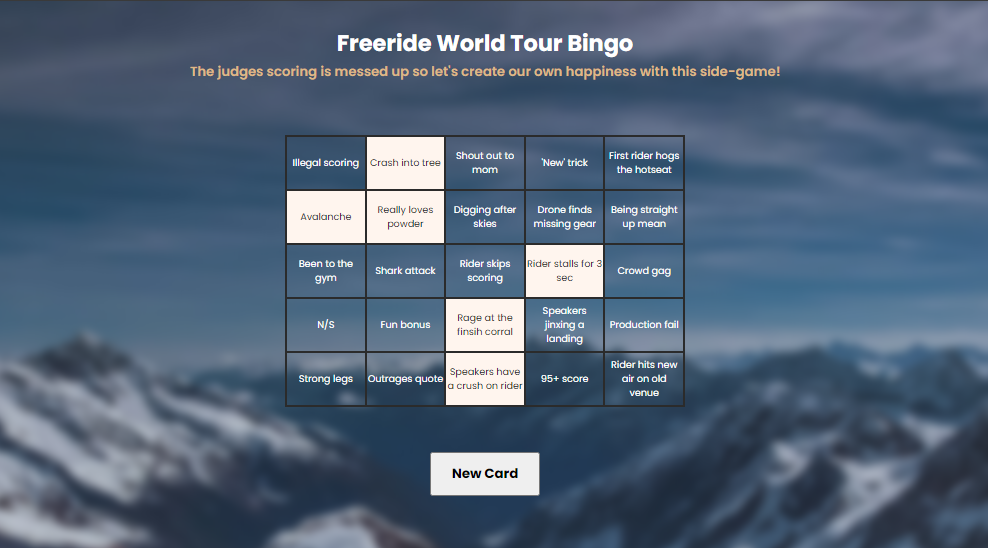 Freeride World Tour Bingo
The judges scoring is messed up so let's create our own happiness with this side-game!
Illegal scoring
Crash into tree
Shout out to
mom
'New' trick
First rider hogs
the hotseat
Avalanche
Really loves
powder
Digging after
skies
Drone finds
missing gear
Being straight
up mean
Been to the
gym
Shark attack
Rider skips
scoring
Rider stalls for 3
sec
Crowd gag
N/S
Fun bonus
Rage at the
finsih corral
Speakers
jinxing a
landing
Production fail
Strong legs
Outrages quote
Speakers have
a crush on rider
95+ score
Rider hits new
air on old
venue
New Card